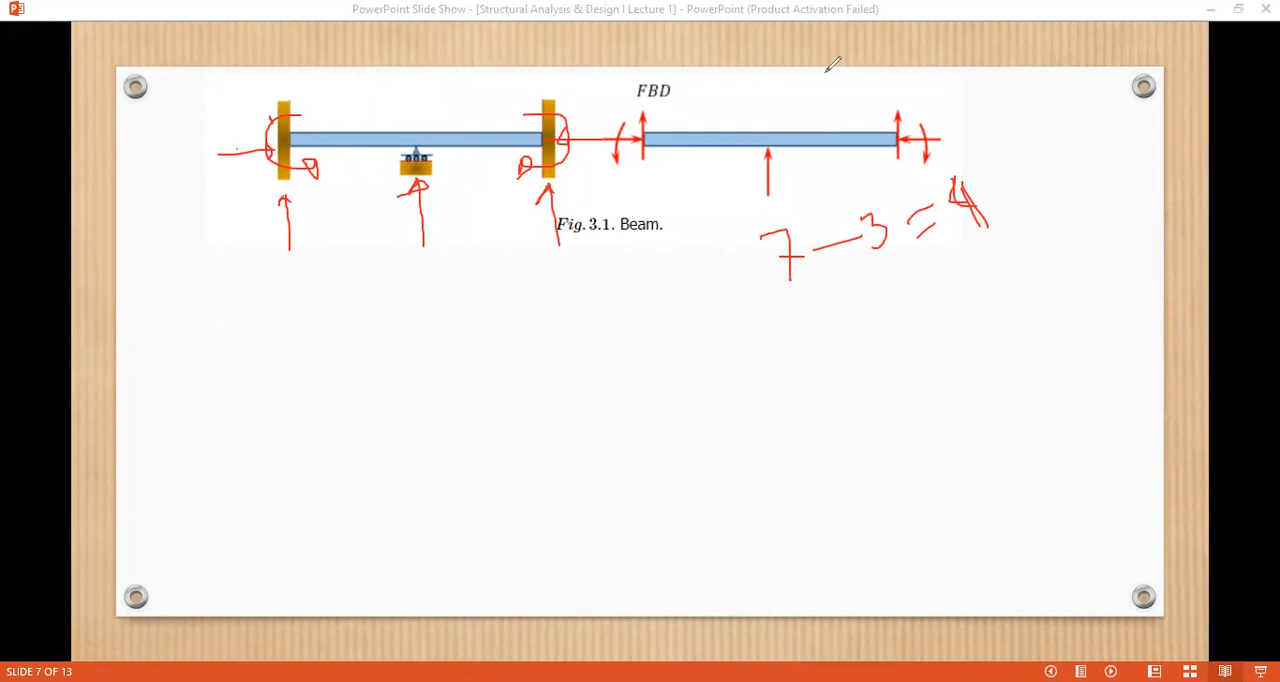 PowerPoint Slide Show - [Structural Analysis & Design I Lecture 1] - PowerPoint (Product Activation Failed)
FBD
Fig. 3.1. Beam.
7 - 3 = 4
SLIDE 7 OF 13